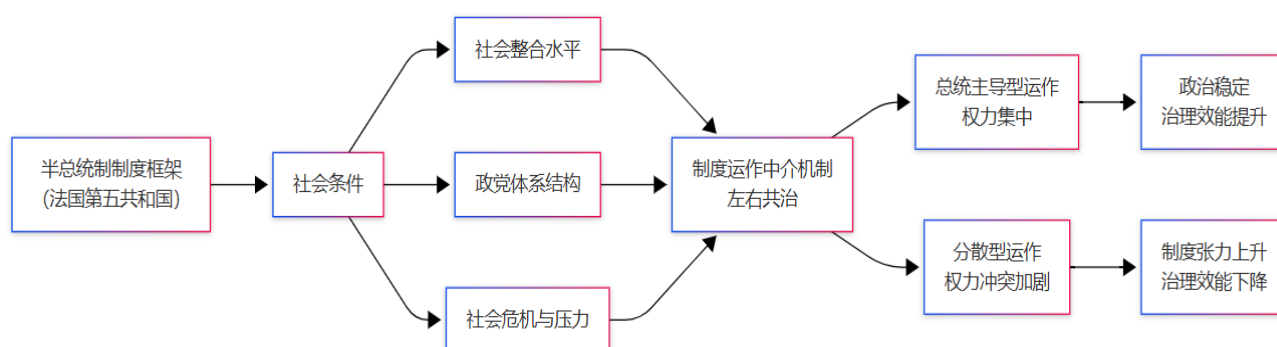 半总统制制度框架
（法国第五共和国）
社会条件
社会整合水平
政党体系结构
社会危机与压力
制度运作中介机制
左右共治
总统主导型运作
权力集中
政治稳定
治理效能提升
分散型运作
权力冲突加剧
制度张力上升
治理效能下降